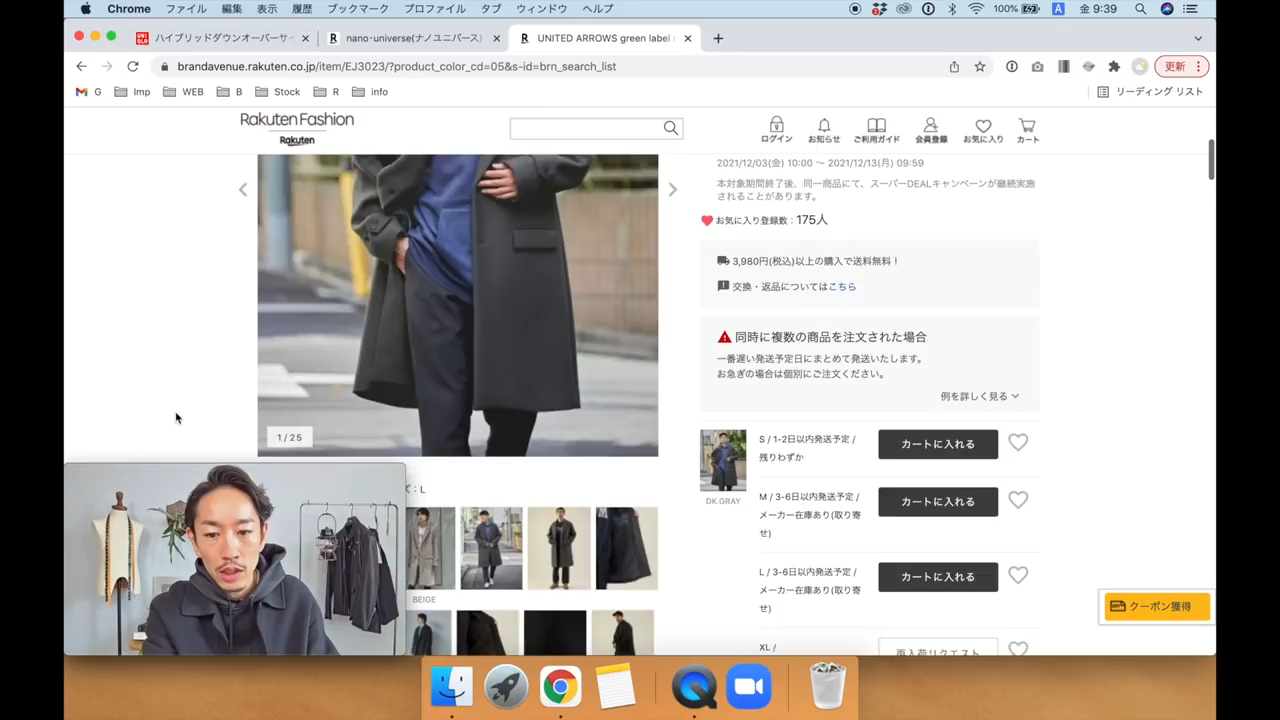 Chrome ファイル 編集 表示 履歴 ブックマーク プロファイル タブ ウィンドウ ヘルプ 100% A 金 9:39
UNI QLO ハイブリッドダウンオーバーサイ R nano・universe(ナノユニバース) R UNITED ARROWS green label r
brandavenue.rakuten.co.jp/item/EJ3023/?product_color_cd=05&s-id=brn_search_list 更新
G Imp WEB B Stock R info リーディング リスト
Rakuten Fashion
Rakuten
ログイン お知らせ ご利用ガイド 会員登録 お気に入り カート
2021/12/03(金) 10:00 〜 2021/12/13(月) 09:59
本対象期間終了後、同一商品にて、スーパーDEALキャンペーンが継続実施
されることがあります。
お気に入り登録数：175人
3,980円(税込)以上の購入で送料無料！
交換・返品についてはこちら
同時に複数の商品を注文された場合
一番遅い発送予定日にまとめて発送いたします。
お急ぎの場合は個別にご注文ください。
例を詳しく見る
1 / 25
S / 1-2日以内発送予定 /
残りわずか
カートに入れる
DK.GRAY
M / 3-6日以内発送予定 /
メーカー在庫あり(取り寄
せ)
カートに入れる
L / 3-6日以内発送予定 /
メーカー在庫あり(取り寄
せ)
カートに入れる
XL /
再入荷リクエスト
: L
BEIGE
クーポン獲得